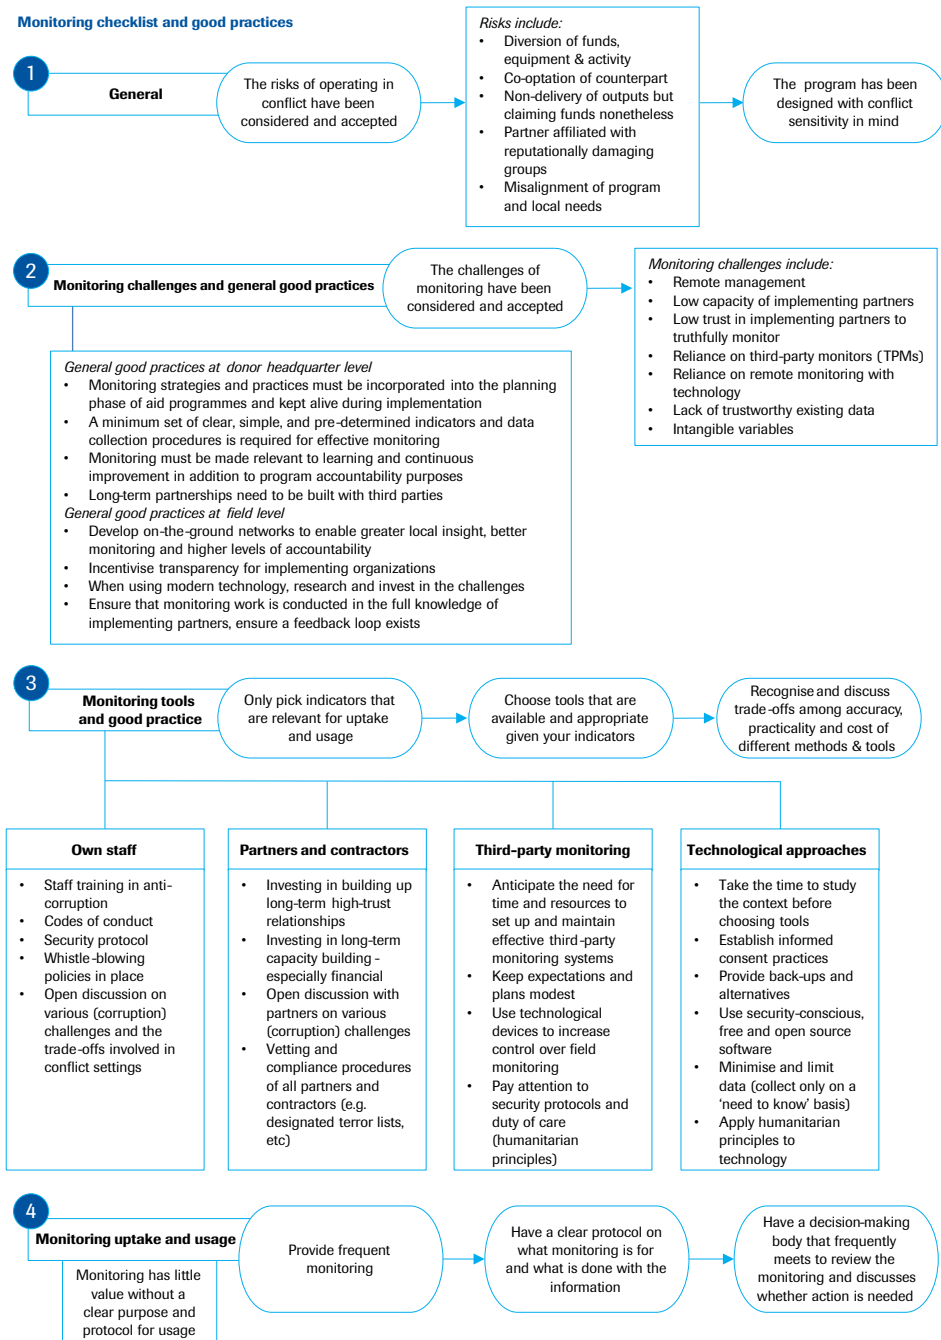 Monitoring checklist and good practices
1
General
The risks of operating in
conflict have been
considered and accepted
Risks include:
• Diversion of funds,
equipment & activity
• Co-optation of counterpart
• Non-delivery of outputs but
claiming funds nonetheless
• Partner affiliated with
reputationally damaging
groups
• Misalignment of program
and local needs
The program has been
designed with conflict
sensitivity in mind
2
Monitoring challenges and general good practices
The challenges of
monitoring have been
considered and accepted
Monitoring challenges include:
• Remote management
• Low capacity of implementing partners
• Low trust in implementing partners to
truthfully monitor
• Reliance on third-party monitors (TPMs)
• Reliance on remote monitoring with
technology
• Lack of trustworthy existing data
• Intangible variables
General good practices at donor headquarter level
• Monitoring strategies and practices must be incorporated into the planning
phase of aid programmes and kept alive during implementation
• A minimum set of clear, simple, and pre-determined indicators and data
collection procedures is required for effective monitoring
• Monitoring must be made relevant to learning and continuous
improvement in addition to program accountability purposes
• Long-term partnerships need to be built with third parties
General good practices at field level
• Develop on-the-ground networks to enable greater local insight, better
monitoring and higher levels of accountability
• Incentivise transparency for implementing organizations
• When using modern technology, research and invest in the challenges
• Ensure that monitoring work is conducted in the full knowledge of
implementing partners, ensure a feedback loop exists
3
Monitoring tools
and good practice
Only pick indicators that
are relevant for uptake
and usage
Choose tools that are
available and appropriate
given your indicators
Recognise and discuss
trade-offs among accuracy,
practicality and cost of
different methods & tools
Own staff
• Staff training in anti-
corruption
• Codes of conduct
• Security protocol
• Whistle-blowing
policies in place
• Open discussion on
various (corruption)
challenges and the
trade-offs involved in
conflict settings
Partners and contractors
• Investing in building up
long-term high-trust
relationships
• Investing in long-term
capacity building -
especially financial
• Open discussion with
partners on various
(corruption) challenges
• Vetting and
compliance procedures
of all partners and
contractors (e.g.
designated terror lists,
etc)
Third-party monitoring
• Anticipate the need for
time and resources to
set up and maintain
effective third-party
monitoring systems
• Keep expectations and
plans modest
• Use technological
devices to increase
control over field
monitoring
• Pay attention to
security protocols and
duty of care
(humanitarian
principles)
Technological approaches
• Take the time to study
the context before
choosing tools
• Establish informed
consent practices
• Provide back-ups and
alternatives
• Use security-conscious,
free and open source
software
• Minimise and limit
data (collect only on a
‘need to know’ basis)
• Apply humanitarian
principles to
technology
4
Monitoring uptake and usage
Monitoring has little
value without a
clear purpose and
protocol for usage
Provide frequent
monitoring
Have a clear protocol on
what monitoring is for
and what is done with the
information
Have a decision-making
body that frequently
meets to review the
monitoring and discusses
whether action is needed